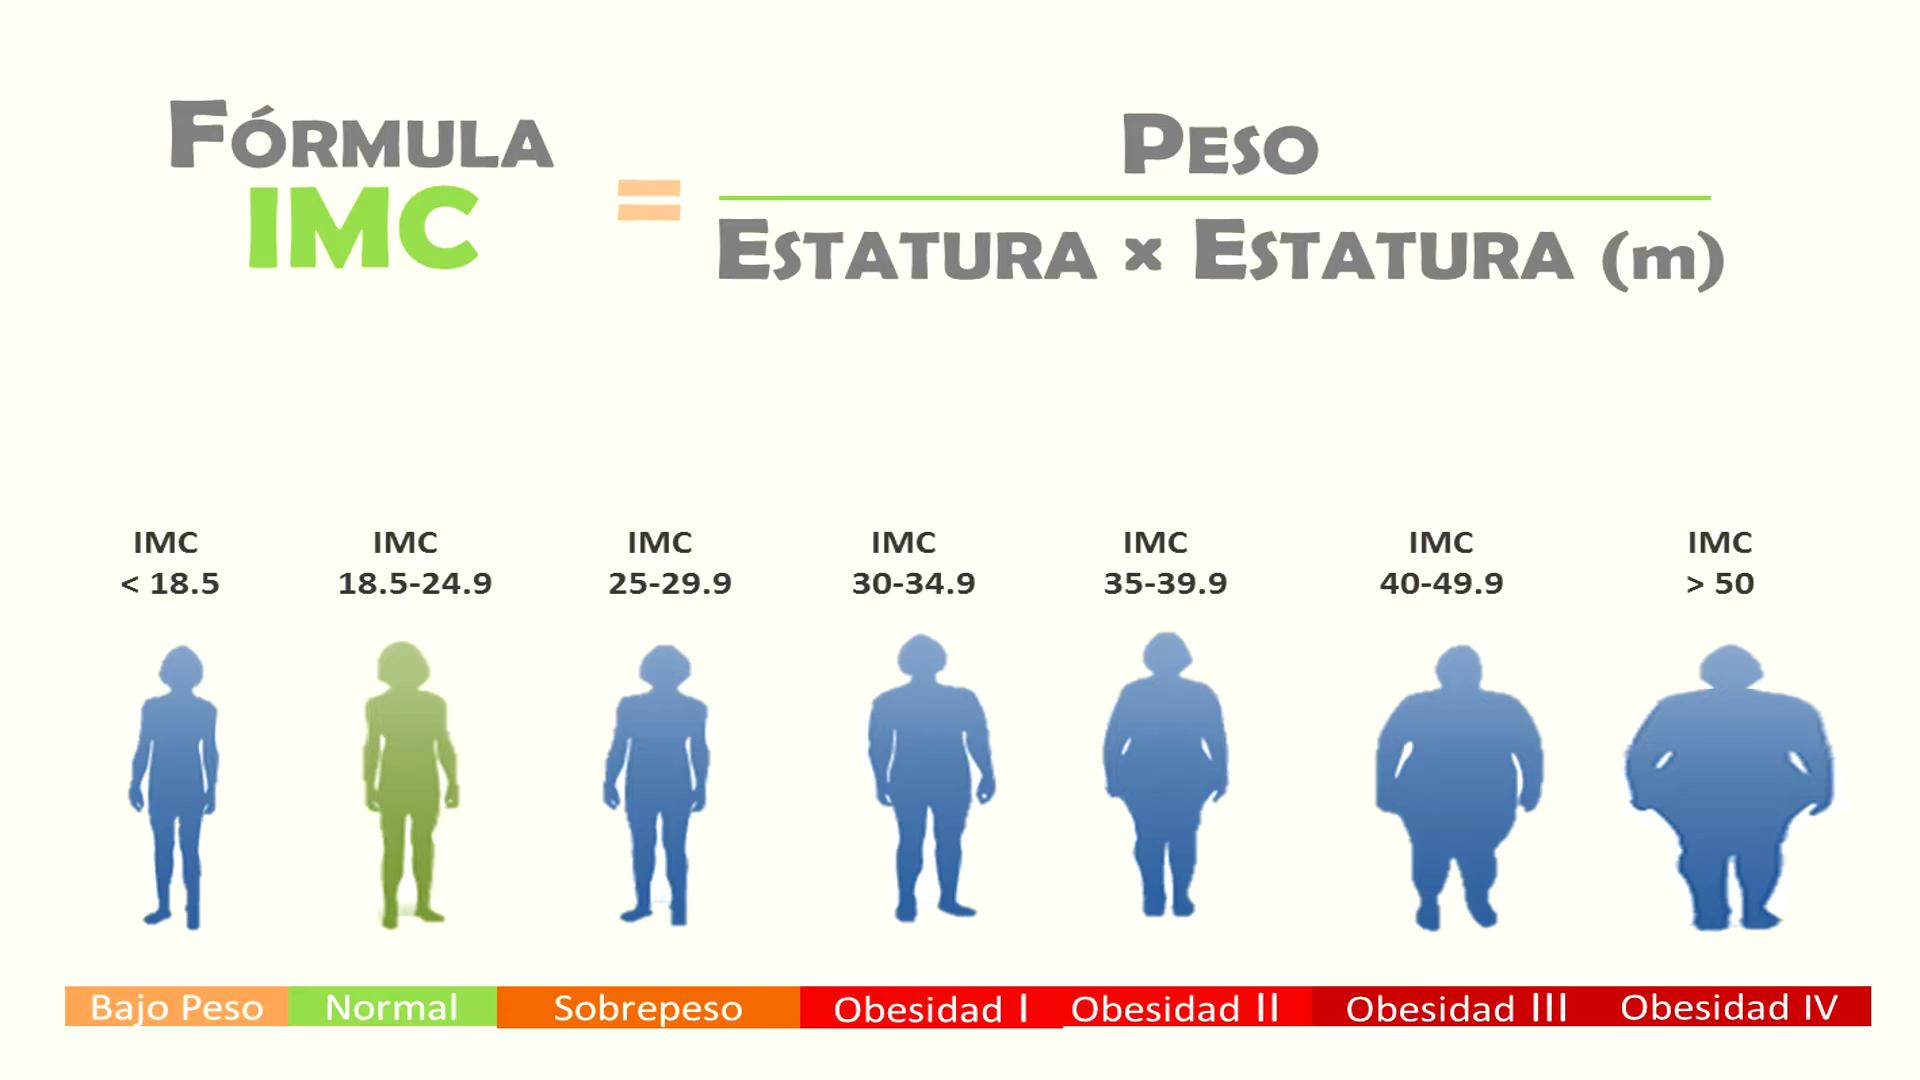 FÓRMULA
IMC
=
PESO
ESTATURA × ESTATURA (m)
IMC
< 18.5
IMC
18.5-24.9
IMC
25-29.9
IMC
30-34.9
IMC
35-39.9
IMC
40-49.9
IMC
> 50
Bajo Peso
Normal
Sobrepeso
Obesidad I
Obesidad II
Obesidad III
Obesidad IV